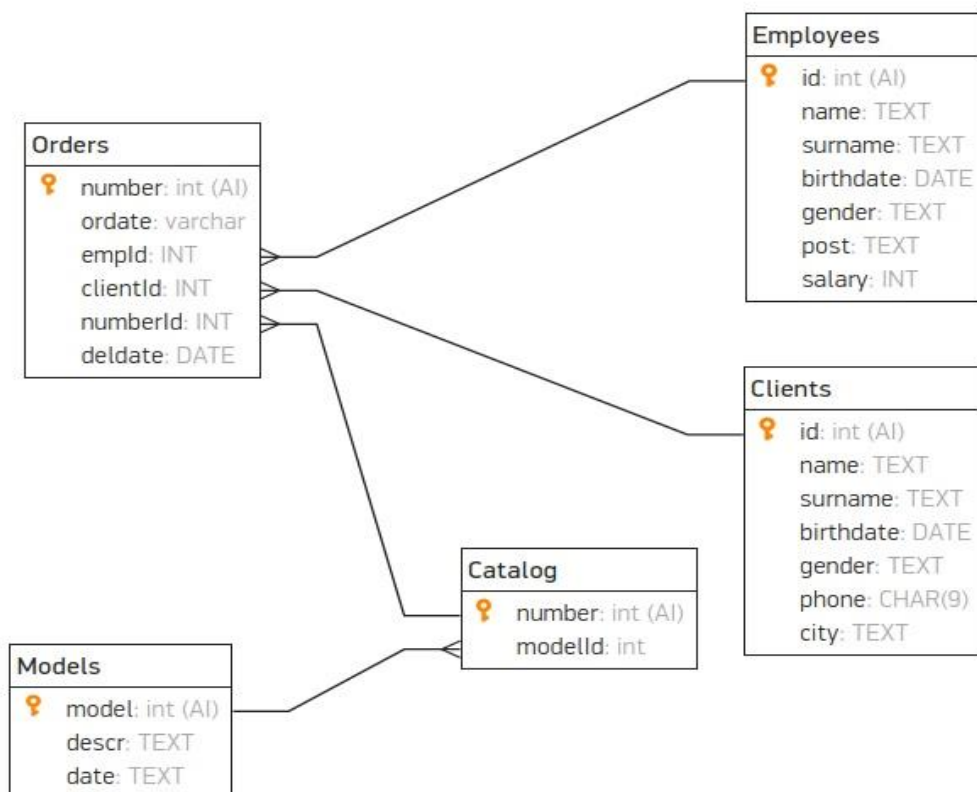 Employees
id: int (AI)
name: TEXT
surname: TEXT
birthdate: DATE
gender: TEXT
post: TEXT
salary: INT
Orders
number: int (AI)
ordate: varchar
empId: INT
clientId: INT
numberId: INT
deldate: DATE
Clients
id: int (AI)
name: TEXT
surname: TEXT
birthdate: DATE
gender: TEXT
phone: CHAR(9)
city: TEXT
Catalog
number: int (AI)
modelId: int
Models
model: int (AI)
descr: TEXT
date: TEXT